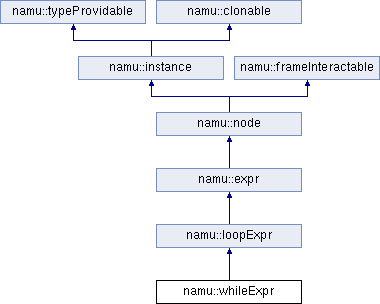 namu::typeProvidable
namu::clonable
namu::instance
namu::frameInteractable
namu::node
namu::expr
namu::loopExpr
namu::whileExpr